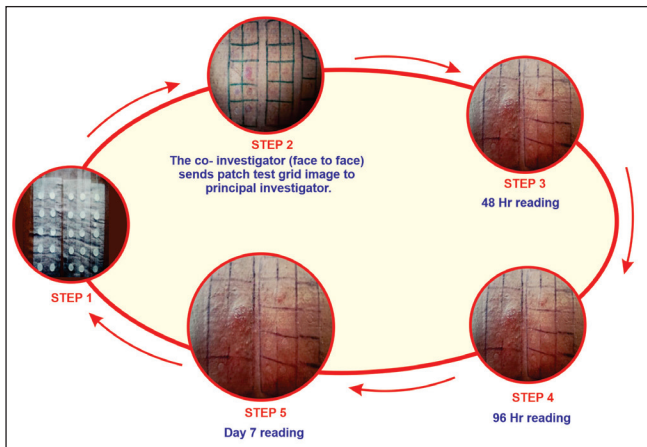 STEP 1
STEP 2
The co- investigator (face to face)
sends patch test grid image to
principal investigator.
STEP 3
48 Hr reading
STEP 4
96 Hr reading
STEP 5
Day 7 reading